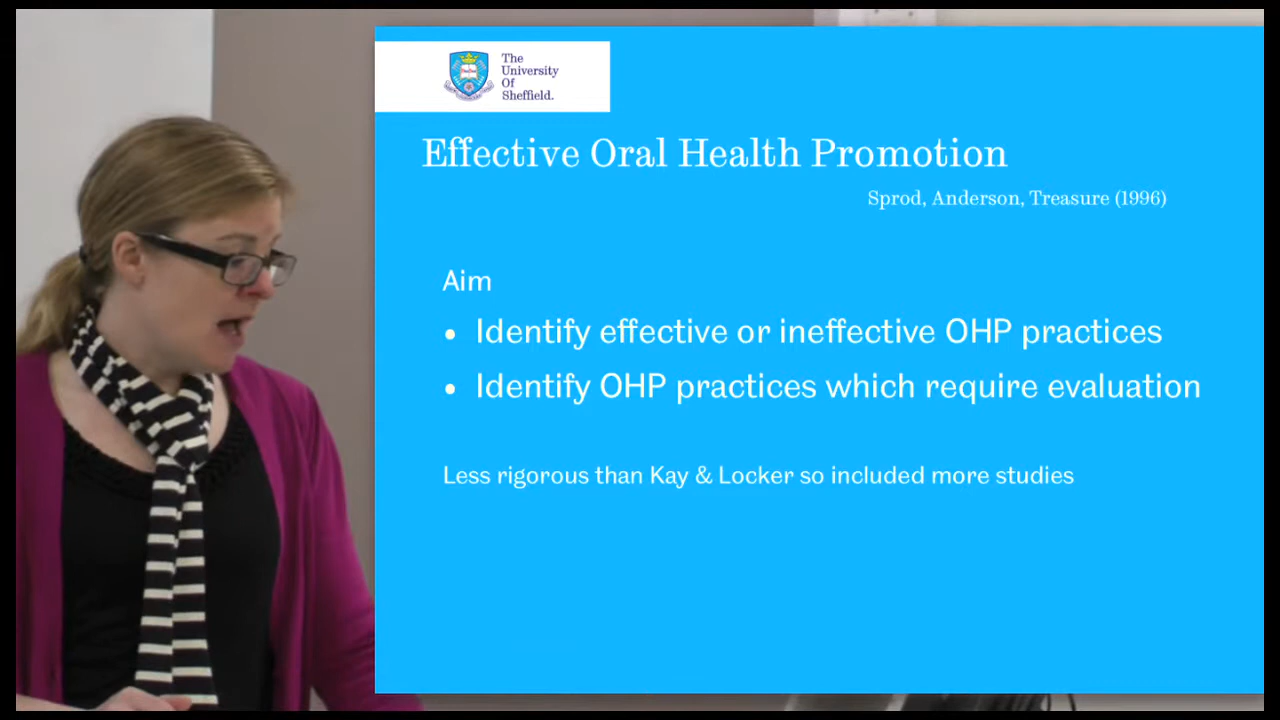 The
University
Of
Sheffield.
Effective Oral Health Promotion
Sprod, Anderson, Treasure (1996)
Aim
• Identify effective or ineffective OHP practices
• Identify OHP practices which require evaluation
Less rigorous than Kay & Locker so included more studies